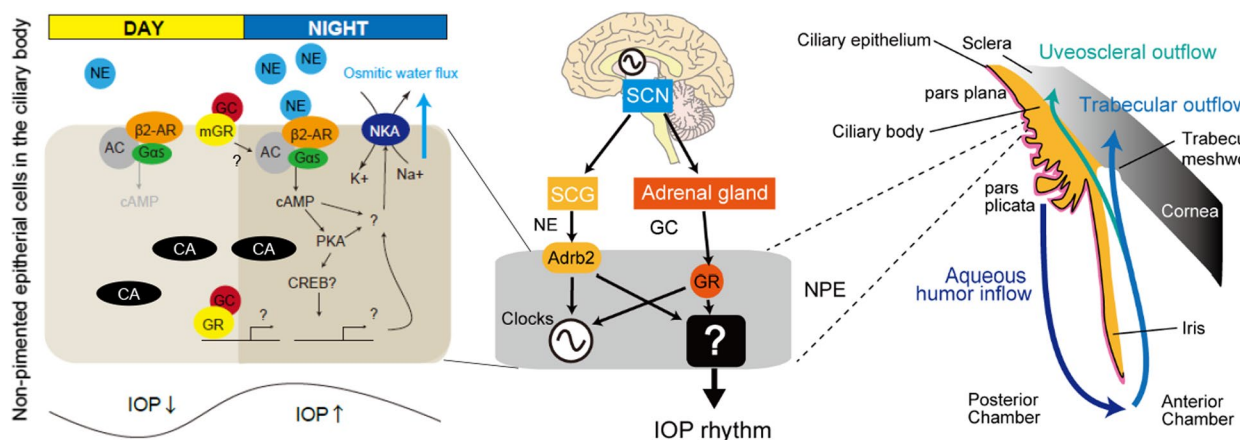 Non-pimented epitherial cells in the ciliary body
DAY
NIGHT
NE
NE
NE
NE
Osmitic water flux
GC
mGR
?
β2-AR
AC
Gαs
cAMP
β2-AR
AC
Gαs
NKA
K+
Na+
cAMP
?
PKA
CREB?
CA
CA
CA
GC
GR
?
?
IOP↓
IOP↑
SCN
SCG
Adrenal gland
NE
GC
Adrb2
GR
NPE
Clocks
?
IOP rhythm
Ciliary epithelium
Sclera
Uveoscleral outflow
pars plana
Trabecular outflow
Ciliary body
Trabecu
meshwo
pars
plicata
Cornea
Aqueous
humor inflow
Iris
Posterior
Chamber
Anterior
Chamber